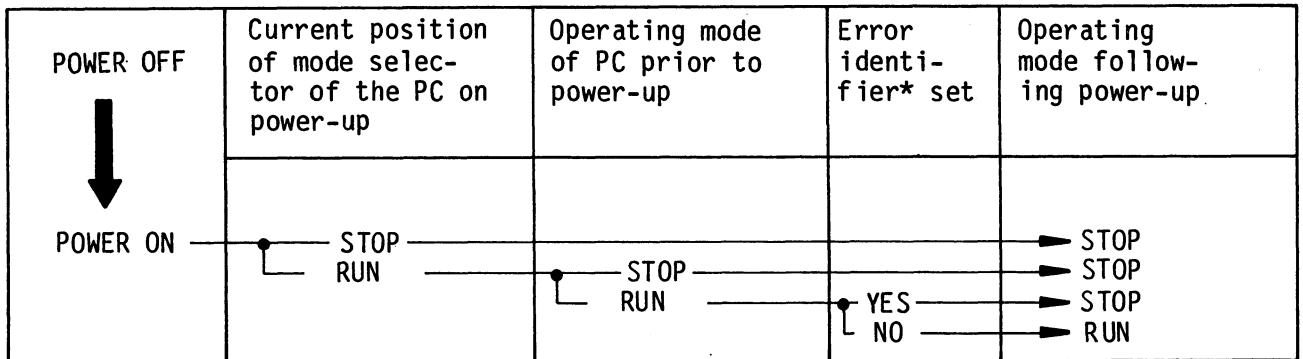 POWER OFF
Current position
of mode selec-
tor of the PC on
power-up
Operating mode
of PC prior to
power-up
Error
identi-
fier* set
Operating
mode follow-
ing power-up
POWER ON
STOP
STOP
RUN
STOP
STOP
RUN
YES
STOP
NO
RUN